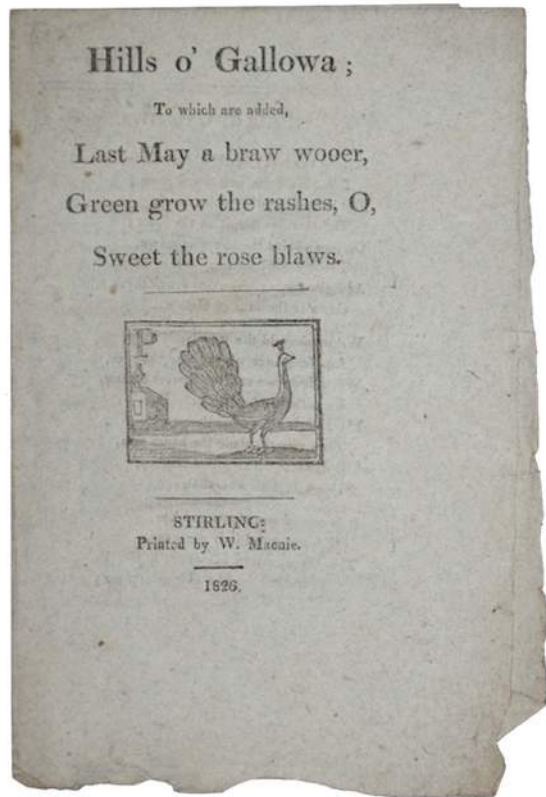 Hills o' Gallowa ;
To which are added,
Last May a braw wooer,
Green grow the rashes, O,
Sweet the rose blaws.
P
STIRLING:
Printed by W. Macnie.
1826.